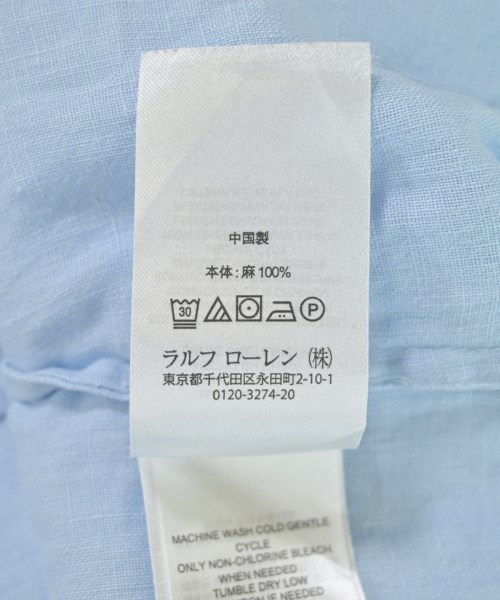 中国製
本体：麻 100%
30 P
ラルフ ローレン（株）
東京都千代田区永田町2-10-1
0120-3274-20
MACHINE WASH COLD GENTLE
CYCLE
ONLY NON-CHLORINE BLEACH
WHEN NEEDED
TUMBLE DRY LOW
IF NEEDED